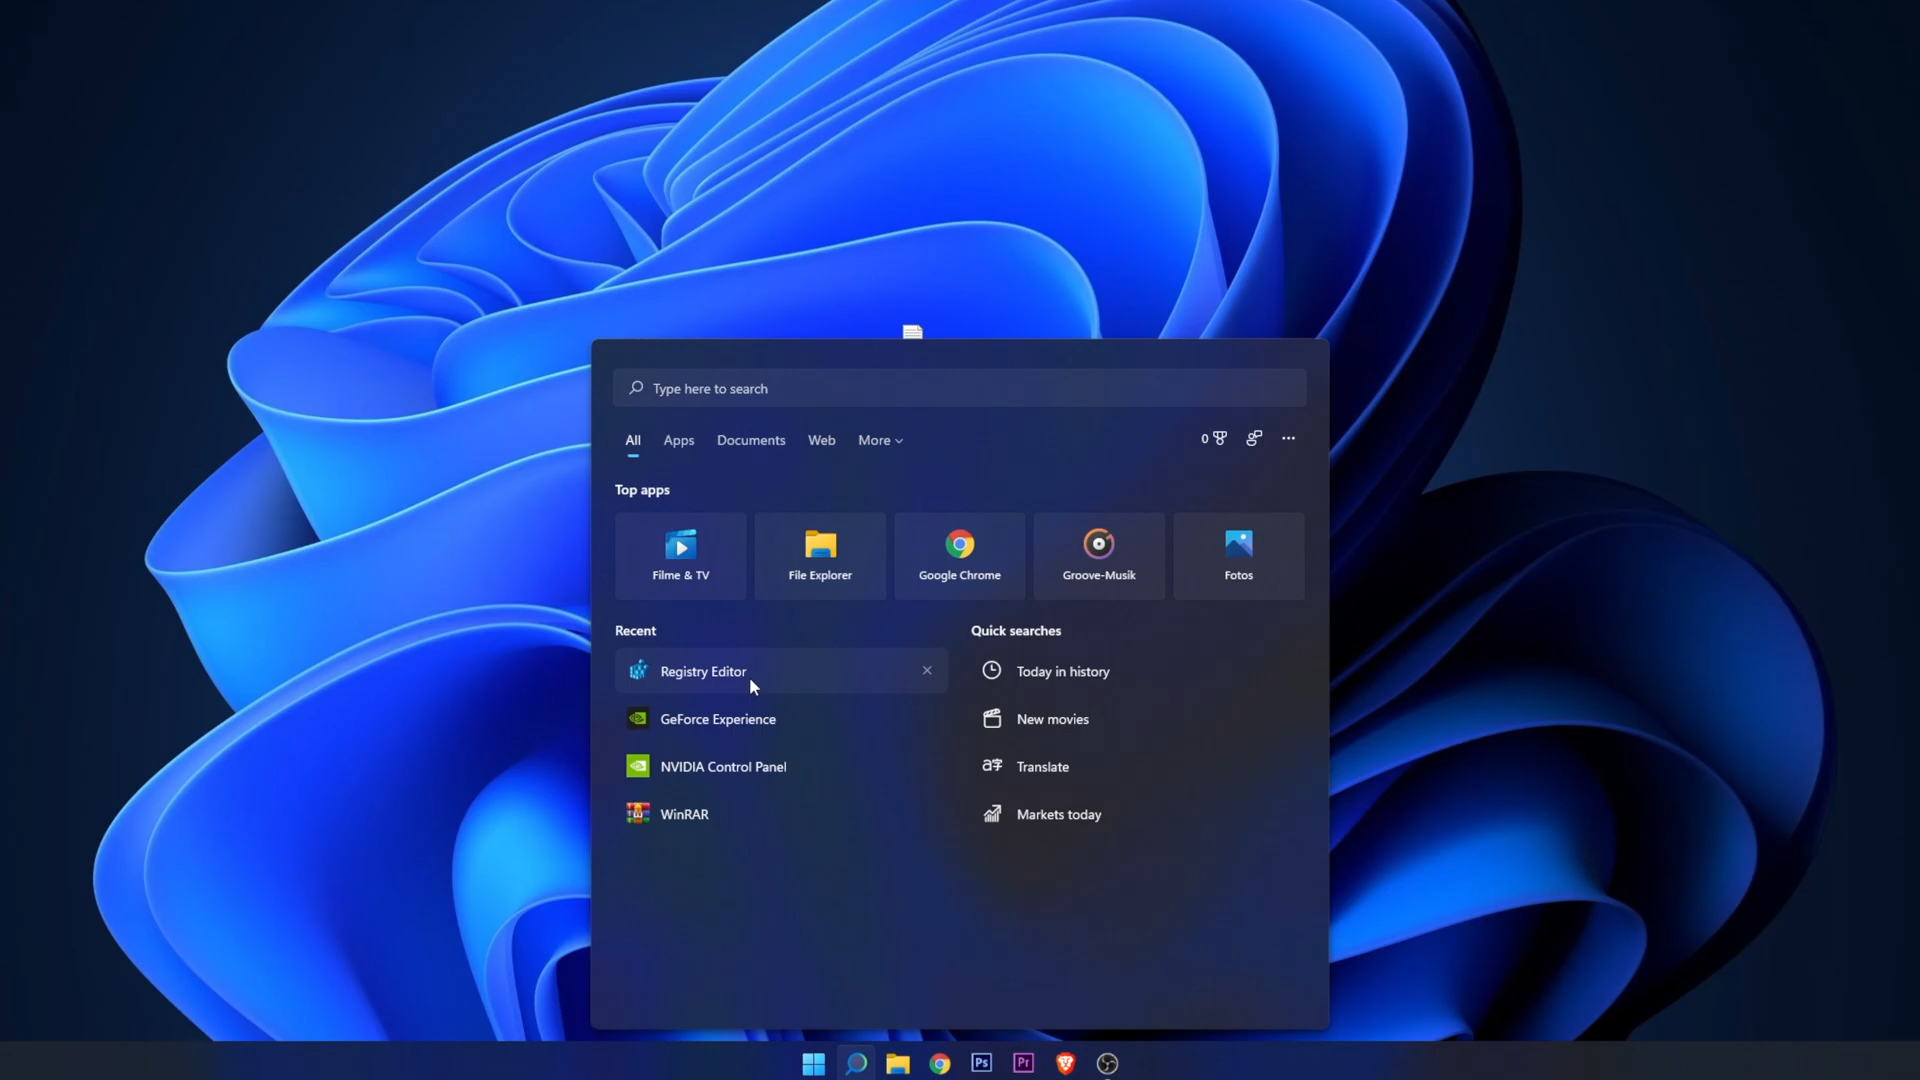 Type here to search
All Apps Documents Web More
0
Top apps
Filme & TV File Explorer Google Chrome Groove-Musik Fotos
Recent Quick searches
Registry Editor Today in history
GeForce Experience New movies
NVIDIA Control Panel Translate
WinRAR Markets today
Ps Pr